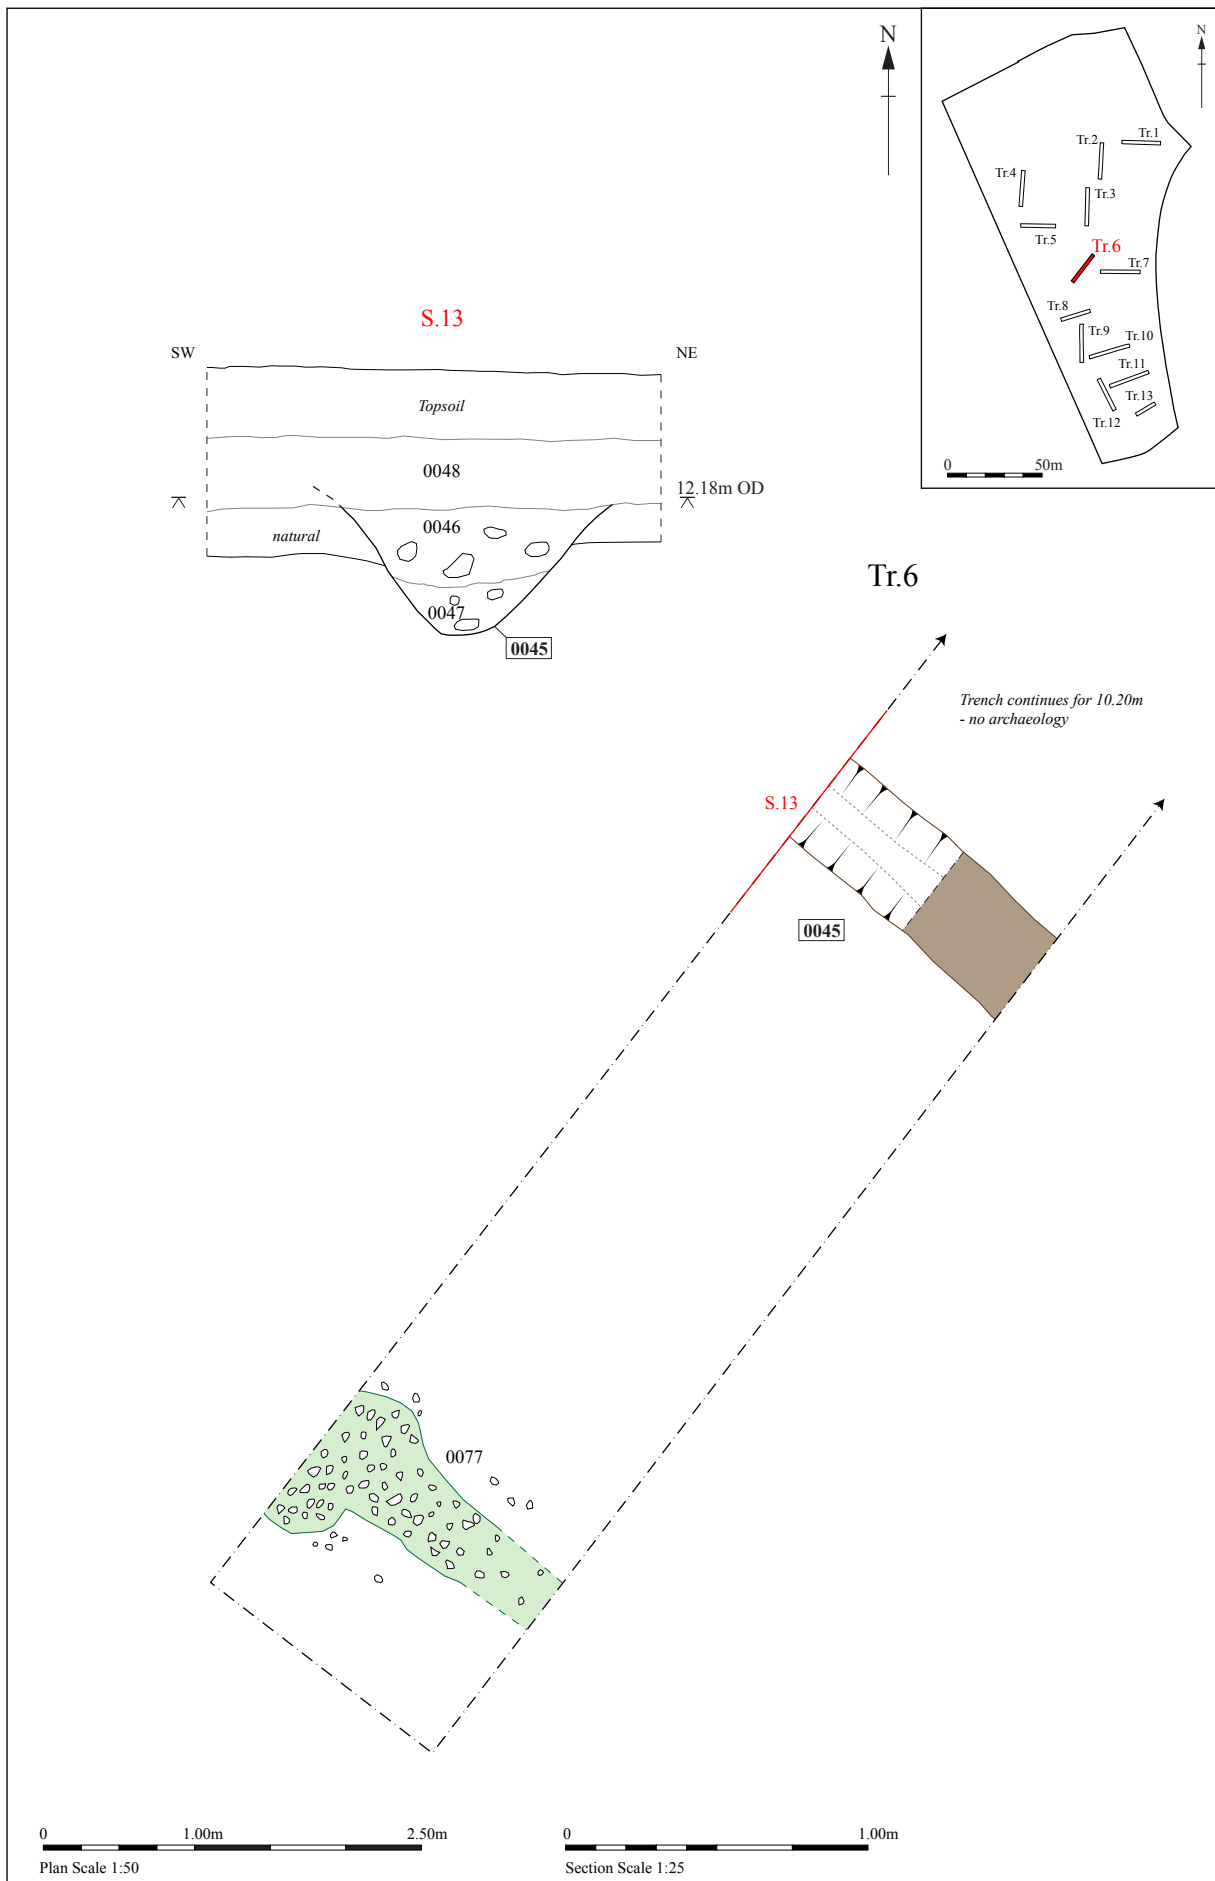 N
N
Tr.1
Tr.2
Tr.4
Tr.3
Tr.5
Tr.6
Tr.7
Tr.8
Tr.9
Tr.10
Tr.11
Tr.13
Tr.12
0 50m
S.13
SW NE
Topsoil
0048
12.18m OD
0046
natural
0047
0045
Tr.6
Trench continues for 10.20m
- no archaeology
S.13
0045
0077
0 1.00m 2.50m
Plan Scale 1:50
0 1.00m
Section Scale 1:25